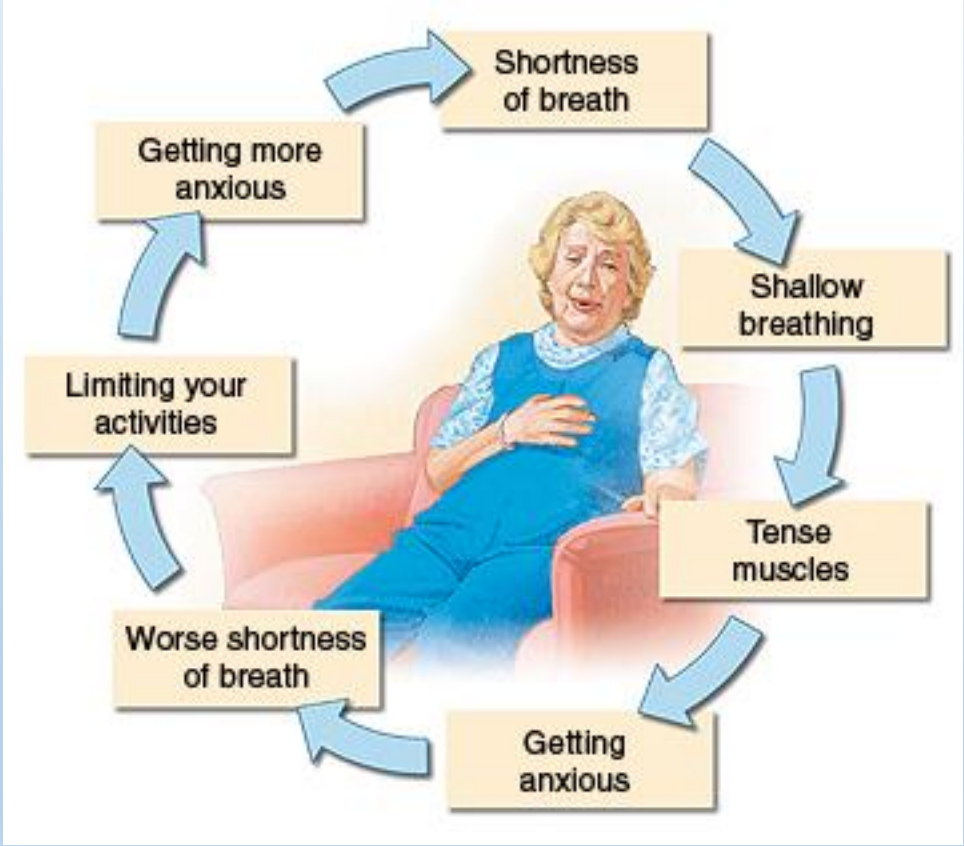 Shortness
of breath
Shallow
breathing
Tense
muscles
Getting
anxious
Worse shortness
of breath
Limiting your
activities
Getting more
anxious